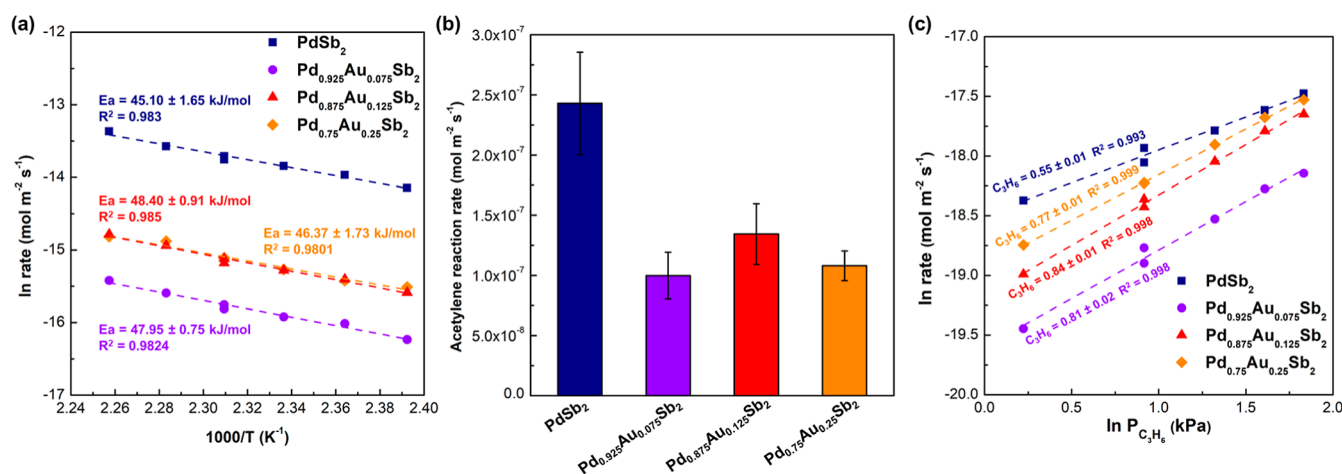 (a)
-12
-13
-14
-15
-16
-17
ln rate (mol m⁻² s⁻¹)
PdSb₂
Pd₀.₉₂₅Au₀.₀₇₅Sb₂
Pd₀.₈₇₅Au₀.₁₂₅Sb₂
Pd₀.₇₅Au₀.₂₅Sb₂
Ea = 45.10 ± 1.65 kJ/mol
R² = 0.983
Ea = 48.40 ± 0.91 kJ/mol
R² = 0.985
Ea = 46.37 ± 1.73 kJ/mol
R² = 0.9801
Ea = 47.95 ± 0.75 kJ/mol
R² = 0.9824
2.24 2.26 2.28 2.30 2.32 2.34 2.36 2.38 2.40
1000/T (K⁻¹)
(b)
3.0x10⁻⁷
2.5x10⁻⁷
2.0x10⁻⁷
1.5x10⁻⁷
1.0x10⁻⁷
5.0x10⁻⁸
0.0
Acetylene reaction rate (mol m⁻² s⁻¹)
PdSb₂
Pd₀.₉₂₅Au₀.₀₇₅Sb₂
Pd₀.₈₇₅Au₀.₁₂₅Sb₂
Pd₀.₇₅Au₀.₂₅Sb₂
(c)
-17.0
-17.5
-18.0
-18.5
-19.0
-19.5
-20.0
ln rate (mol m⁻² s⁻¹)
C₃H₆ = 0.55 ± 0.01 R² = 0.993
C₃H₆ = 0.77 ± 0.01 R² = 0.999
C₃H₆ = 0.84 ± 0.01 R² = 0.998
C₃H₆ = 0.81 ± 0.02 R² = 0.998
PdSb₂
Pd₀.₉₂₅Au₀.₀₇₅Sb₂
Pd₀.₈₇₅Au₀.₁₂₅Sb₂
Pd₀.₇₅Au₀.₂₅Sb₂
0.0 0.5 1.0 1.5 2.0
ln P C₃H₆ (kPa)